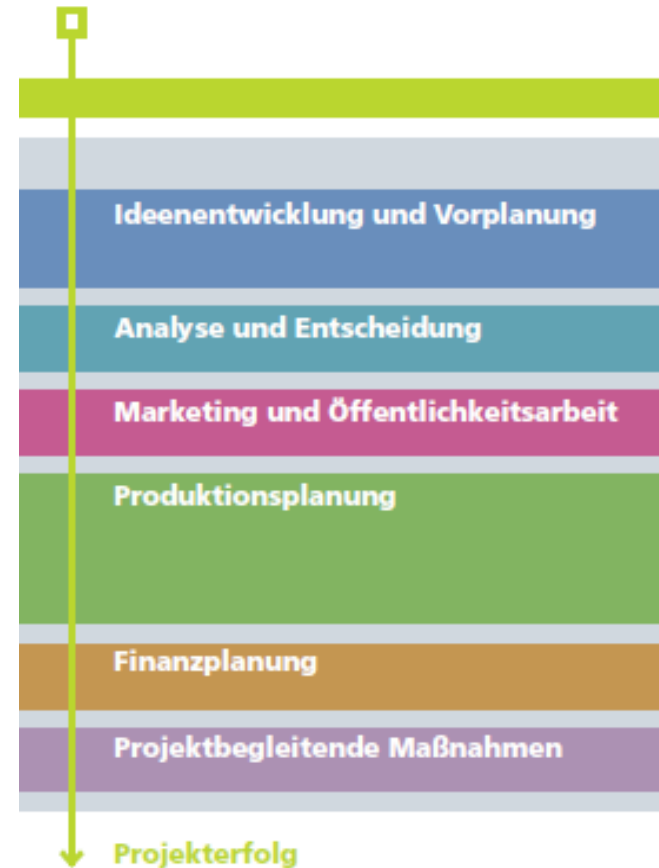 Ideenentwicklung und Vorplanung
Analyse und Entscheidung
Marketing und Öffentlichkeitsarbeit
Produktionsplanung
Finanzplanung
Projektbegleitende Maßnahmen
Projekterfolg